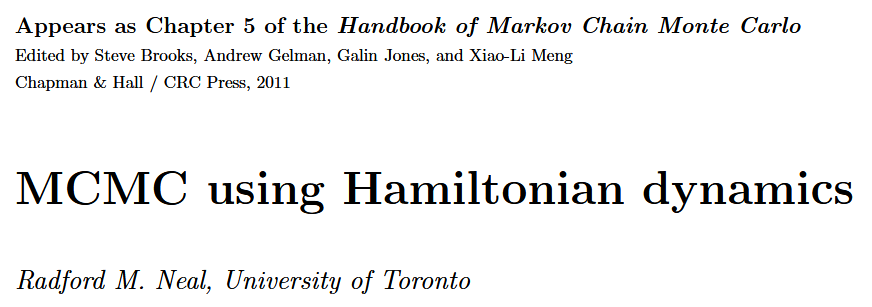 Appears as Chapter 5 of the Handbook of Markov Chain Monte Carlo
Edited by Steve Brooks, Andrew Gelman, Galin Jones, and Xiao-Li Meng
Chapman & Hall / CRC Press, 2011
MCMC using Hamiltonian dynamics
Radford M. Neal, University of Toronto